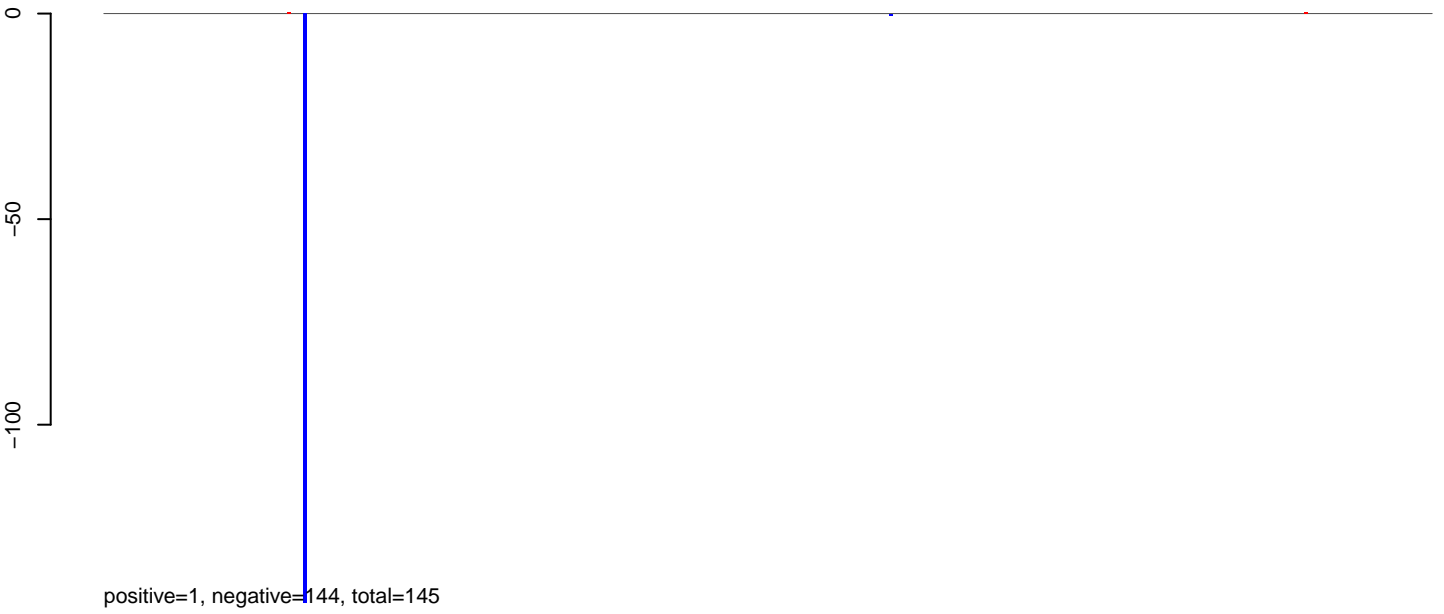 0
−50
−100
positive=1, negative=144, total=145